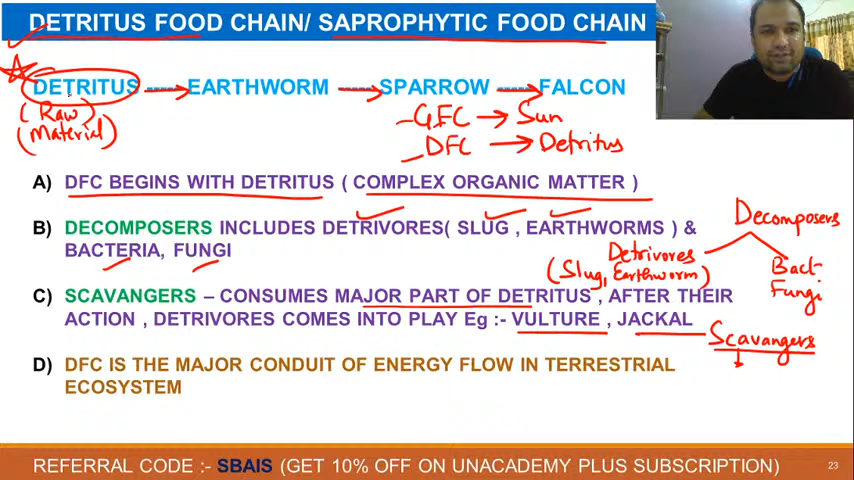 DETRITUS FOOD CHAIN/ SAPROPHYTIC FOOD CHAIN
DETRITUS -----> EARTHWORM -----> SPARROW -----> FALCON
(Raw
Material)
GFC → Sun
DFC → Detritus
A) DFC BEGINS WITH DETRITUS ( COMPLEX ORGANIC MATTER )
B) DECOMPOSERS INCLUDES DETRIVORES( SLUG , EARTHWORMS ) &
BACTERIA, FUNGI
Decomposers
Detrivores
(Slug, Earthworm)
Bact-
Fungi
C) SCAVANGERS – CONSUMES MAJOR PART OF DETRITUS , AFTER THEIR
ACTION , DETRIVORES COMES INTO PLAY Eg :- VULTURE , JACKAL
Scavangers
D) DFC IS THE MAJOR CONDUIT OF ENERGY FLOW IN TERRESTRIAL
ECOSYSTEM
REFERRAL CODE :- SBAIS (GET 10% OFF ON UNACADEMY PLUS SUBSCRIPTION)
23